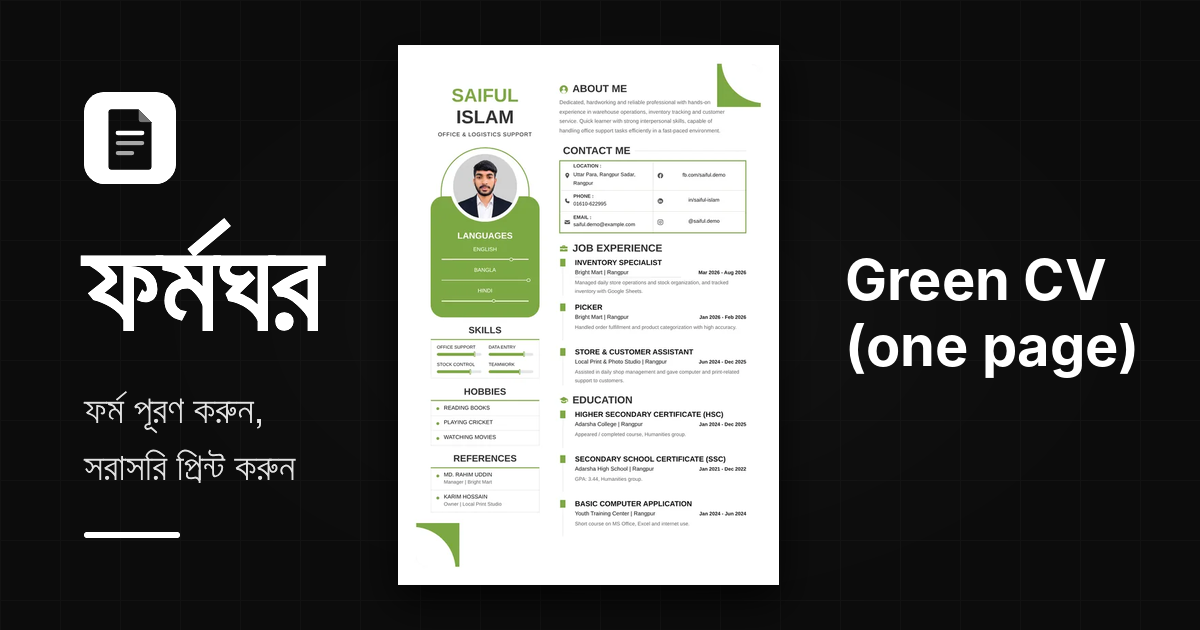 ফর্মঘর
ফর্ম পূরণ করুন,
সরাসরি প্রিন্ট করুন
SAIFUL
ISLAM
OFFICE & LOGISTICS SUPPORT
LANGUAGES
ENGLISH
BANGLA
HINDI
SKILLS
OFFICE SUPPORT DATA ENTRY
STOCK CONTROL TEAMWORK
HOBBIES
READING BOOKS
PLAYING CRICKET
WATCHING MOVIES
REFERENCES
MD. RAHIM UDDIN
Manager | Bright Mart
KARIM HOSSAIN
Owner | Local Print Studio
ABOUT ME
Dedicated, hardworking and reliable professional with hands-on
experience in warehouse operations, inventory tracking and customer
service. Quick learner with strong interpersonal skills, capable of
handling office support tasks efficiently in a fast-paced environment.
CONTACT ME
LOCATION :
Uttar Para, Rangpur Sadar,
Rangpur
fb.com/saiful.demo
PHONE :
01610-622995
in/saiful-islam
EMAIL :
saiful.demo@example.com
@saiful.demo
JOB EXPERIENCE
INVENTORY SPECIALIST
Bright Mart | Rangpur Mar 2026 - Aug 2026
Managed daily store operations and stock organization, and tracked
inventory with Google Sheets.
PICKER
Bright Mart | Rangpur Jan 2026 - Feb 2026
Handled order fulfillment and product categorization with high accuracy.
STORE & CUSTOMER ASSISTANT
Local Print & Photo Studio | Rangpur Jun 2024 - Dec 2025
Assisted in daily shop management and gave computer and print-related
support to customers.
EDUCATION
HIGHER SECONDARY CERTIFICATE (HSC)
Adarsha College | Rangpur Jan 2024 - Dec 2025
Appeared / completed course, Humanities group.
SECONDARY SCHOOL CERTIFICATE (SSC)
Adarsha High School | Rangpur Jan 2021 - Dec 2022
GPA: 3.44, Humanities group.
BASIC COMPUTER APPLICATION
Youth Training Center | Rangpur Jan 2024 - Jun 2024
Short course on MS Office, Excel and internet use.
Green CV
(one page)